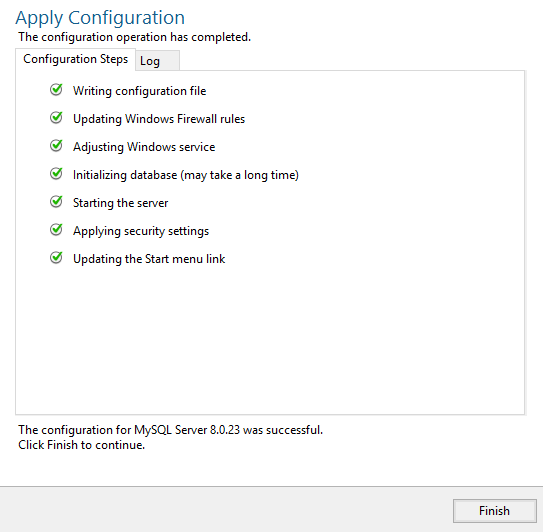 Apply Configuration
The configuration operation has completed.
Configuration Steps
Log
Writing configuration file
Updating Windows Firewall rules
Adjusting Windows service
Initializing database (may take a long time)
Starting the server
Applying security settings
Updating the Start menu link
The configuration for MySQL Server 8.0.23 was successful.
Click Finish to continue.
Finish